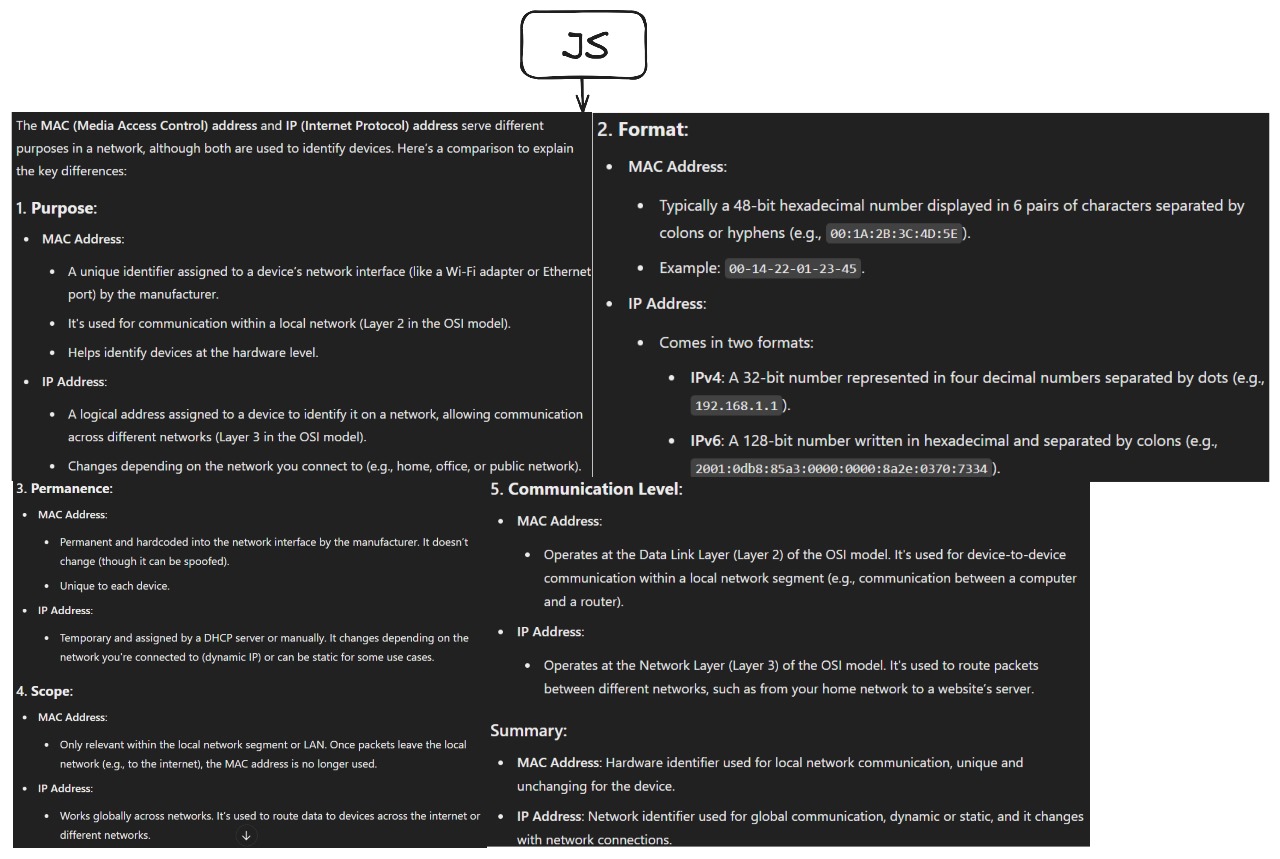 JS
The MAC (Media Access Control) address and IP (Internet Protocol) address serve different
purposes in a network, although both are used to identify devices. Here's a comparison to explain
the key differences:
1. Purpose:
• MAC Address:
• A unique identifier assigned to a device's network interface (like a Wi-Fi adapter or Ethernet
port) by the manufacturer.
• It's used for communication within a local network (Layer 2 in the OSI model).
• Helps identify devices at the hardware level.
• IP Address:
• A logical address assigned to a device to identify it on a network, allowing communication
across different networks (Layer 3 in the OSI model).
• Changes depending on the network you connect to (e.g., home, office, or public network).
2. Format:
• MAC Address:
• Typically a 48-bit hexadecimal number displayed in 6 pairs of characters separated by
colons or hyphens (e.g., 00:1A:2B:3C:4D:5E).
• Example: 00-14-22-01-23-45.
• IP Address:
• Comes in two formats:
• IPv4: A 32-bit number represented in four decimal numbers separated by dots (e.g.,
192.168.1.1).
• IPv6: A 128-bit number written in hexadecimal and separated by colons (e.g.,
2001:0db8:85a3:0000:0000:8a2e:0370:7334).
3. Permanence:
• MAC Address:
• Permanent and hardcoded into the network interface by the manufacturer. It doesn't
change (though it can be spoofed).
• Unique to each device.
• IP Address:
• Temporary and assigned by a DHCP server or manually. It changes depending on the
network you're connected to (dynamic IP) or can be static for some use cases.
4. Scope:
• MAC Address:
• Only relevant within the local network segment or LAN. Once packets leave the local
network (e.g., to the internet), the MAC address is no longer used.
• IP Address:
• Works globally across networks. It's used to route data to devices across the internet or
different networks.
5. Communication Level:
• MAC Address:
• Operates at the Data Link Layer (Layer 2) of the OSI model. It's used for device-to-device
communication within a local network segment (e.g., communication between a computer
and a router).
• IP Address:
• Operates at the Network Layer (Layer 3) of the OSI model. It's used to route packets
between different networks, such as from your home network to a website's server.
Summary:
• MAC Address: Hardware identifier used for local network communication, unique and
unchanging for the device.
• IP Address: Network identifier used for global communication, dynamic or static, and it changes
with network connections.